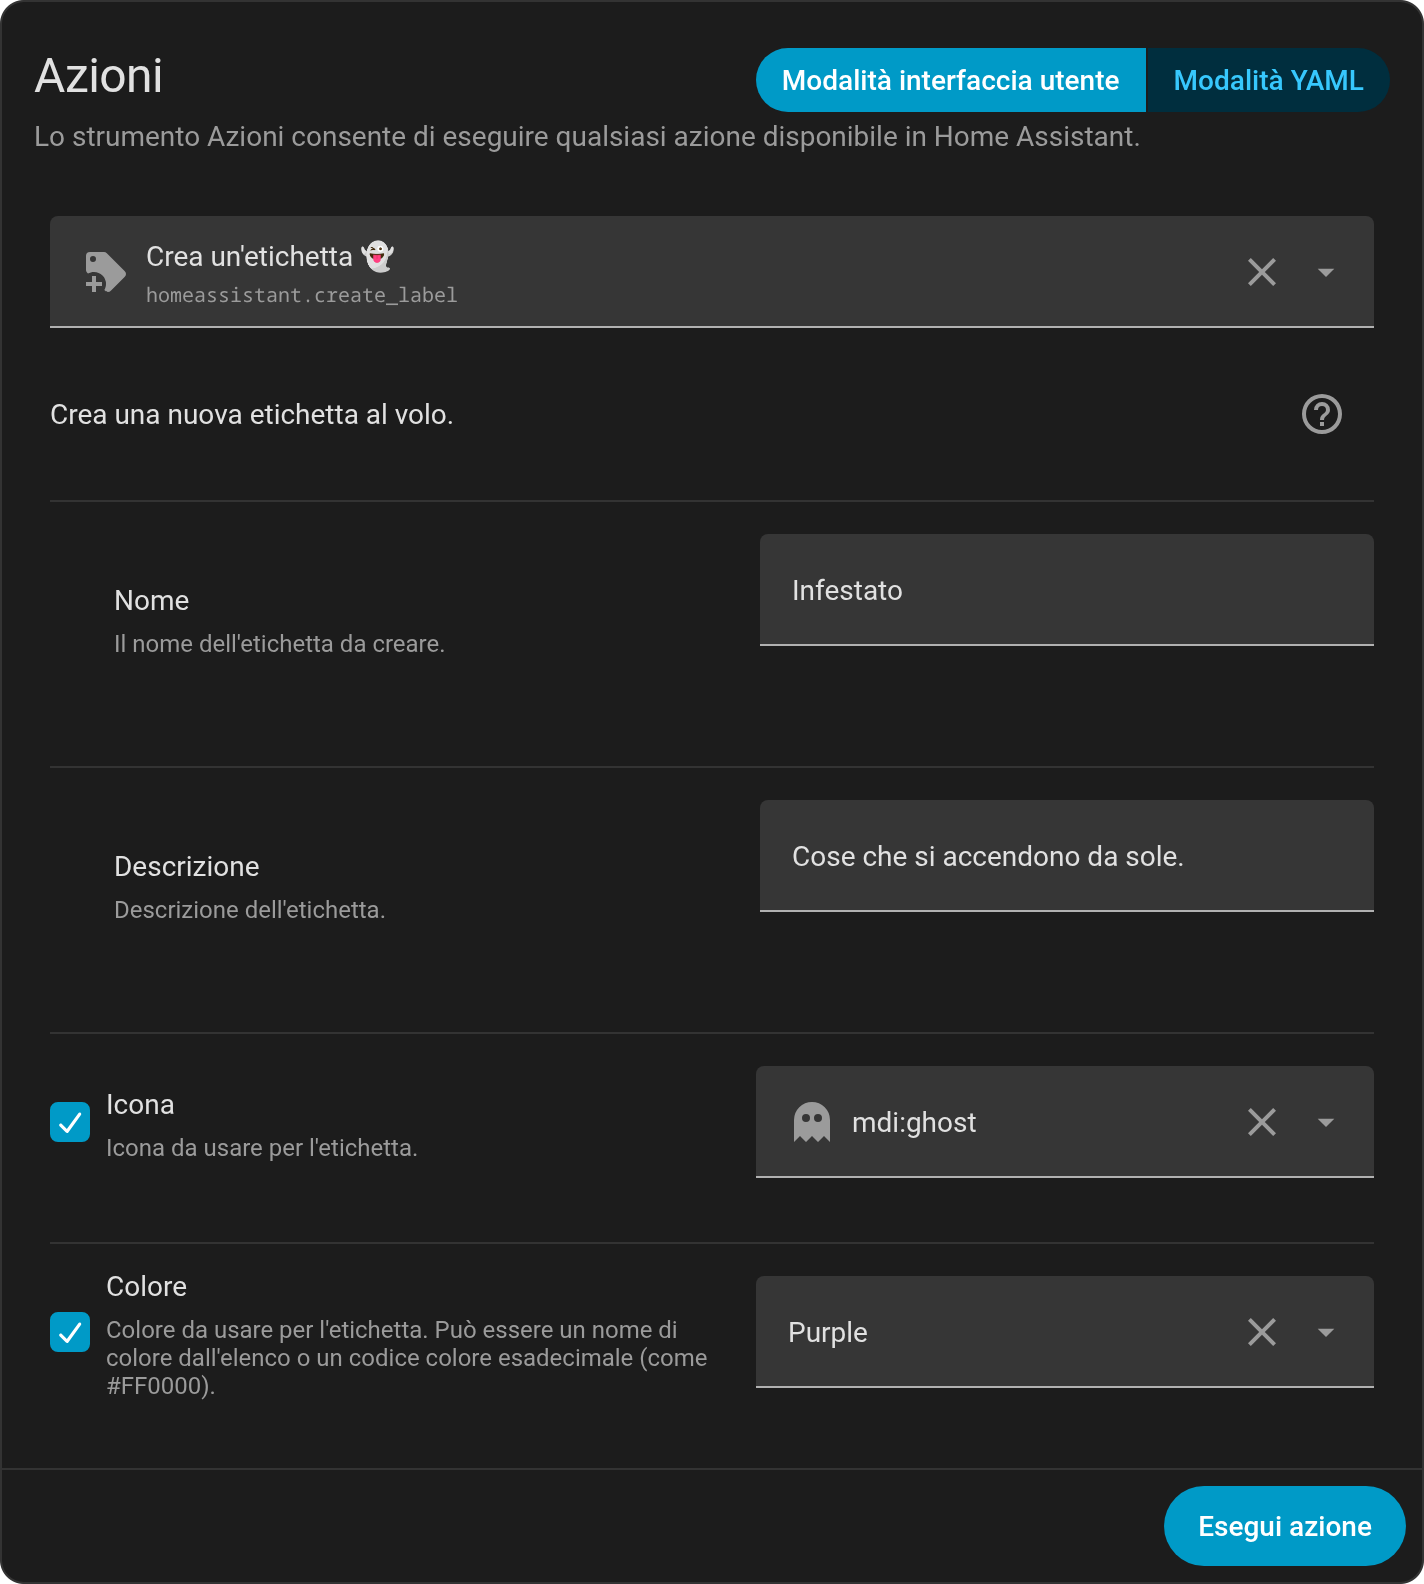 Azioni
Modalità interfaccia utente
Modalità YAML
Lo strumento Azioni consente di eseguire qualsiasi azione disponibile in Home Assistant.
Crea un'etichetta 👻
homeassistant.create_label
Crea una nuova etichetta al volo.
Nome
Il nome dell'etichetta da creare.
Infestato
Descrizione
Descrizione dell'etichetta.
Cose che si accendono da sole.
Icona
Icona da usare per l'etichetta.
mdi:ghost
Colore
Colore da usare per l'etichetta. Può essere un nome di
colore dall'elenco o un codice colore esadecimale (come
#FF0000).
Purple
Esegui azione